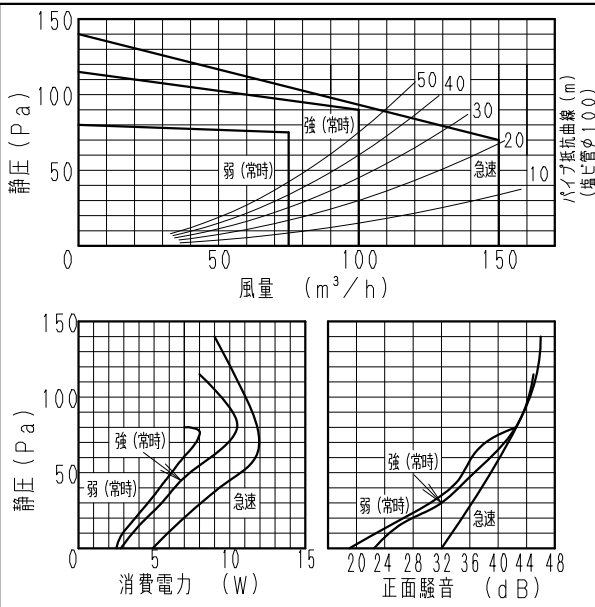 150
100
50
0
静圧 (Pa)
50
100
150
風量 (m³/h)
50
40
30
20
10
強 (常時)
弱 (常時)
急速
パイプ抵抗曲線 (m)
(塩ビ管φ100)
150
100
50
0
静圧 (Pa)
強 (常時)
弱 (常時)
急速
5
10
15
消費電力 (W)
強 (常時)
弱 (常時)
急速
20 24 28 32 36 40 44 48
正面騒音 (dB)